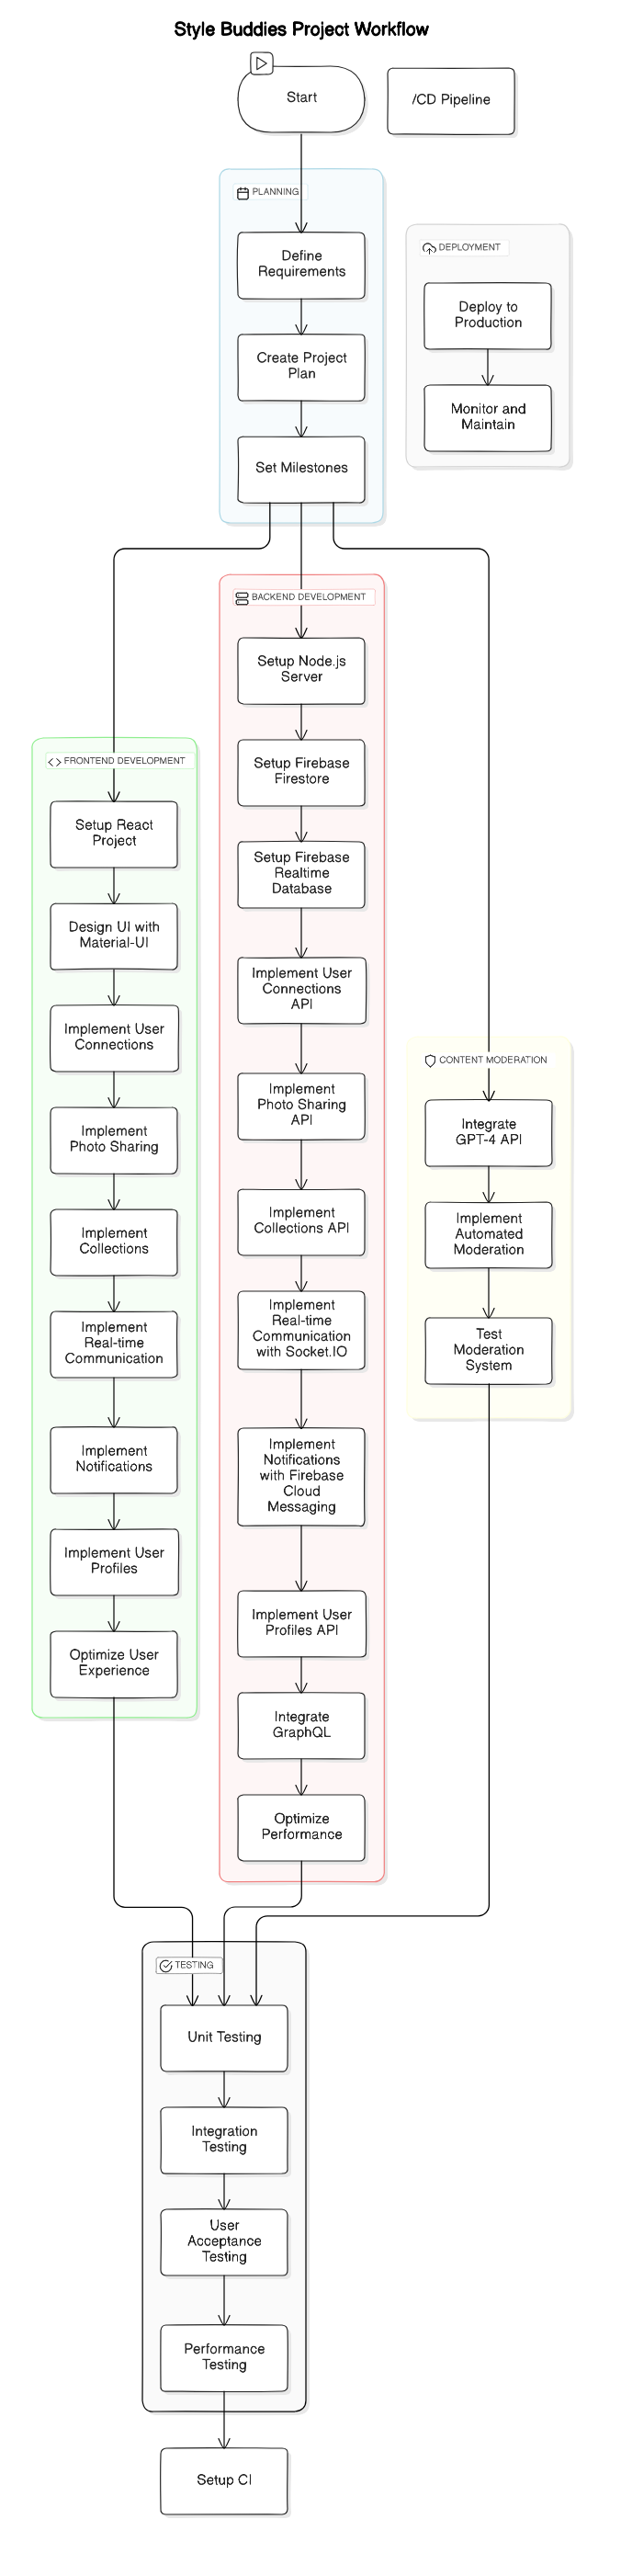 Style Buddies Project Workflow
Start
/CD Pipeline
PLANNING
Define
Requirements
Create Project
Plan
Set Milestones
DEPLOYMENT
Deploy to
Production
Monitor and
Maintain
BACKEND DEVELOPMENT
Setup Node.js
Server
Setup Firebase
Firestore
Setup Firebase
Realtime
Database
Implement User
Connections
API
Implement
Photo Sharing
API
Implement
Collections API
Implement
Real-time
Communication
with Socket.IO
Implement
Notifications
with Firebase
Cloud
Messaging
Implement User
Profiles API
Integrate
GraphQL
Optimize
Performance
FRONTEND DEVELOPMENT
Setup React
Project
Design UI with
Material-UI
Implement User
Connections
Implement
Photo Sharing
Implement
Collections
Implement
Real-time
Communication
Implement
Notifications
Implement User
Profiles
Optimize User
Experience
CONTENT MODERATION
Integrate
GPT-4 API
Implement
Automated
Moderation
Test
Moderation
System
TESTING
Unit Testing
Integration
Testing
User
Acceptance
Testing
Performance
Testing
Setup CI